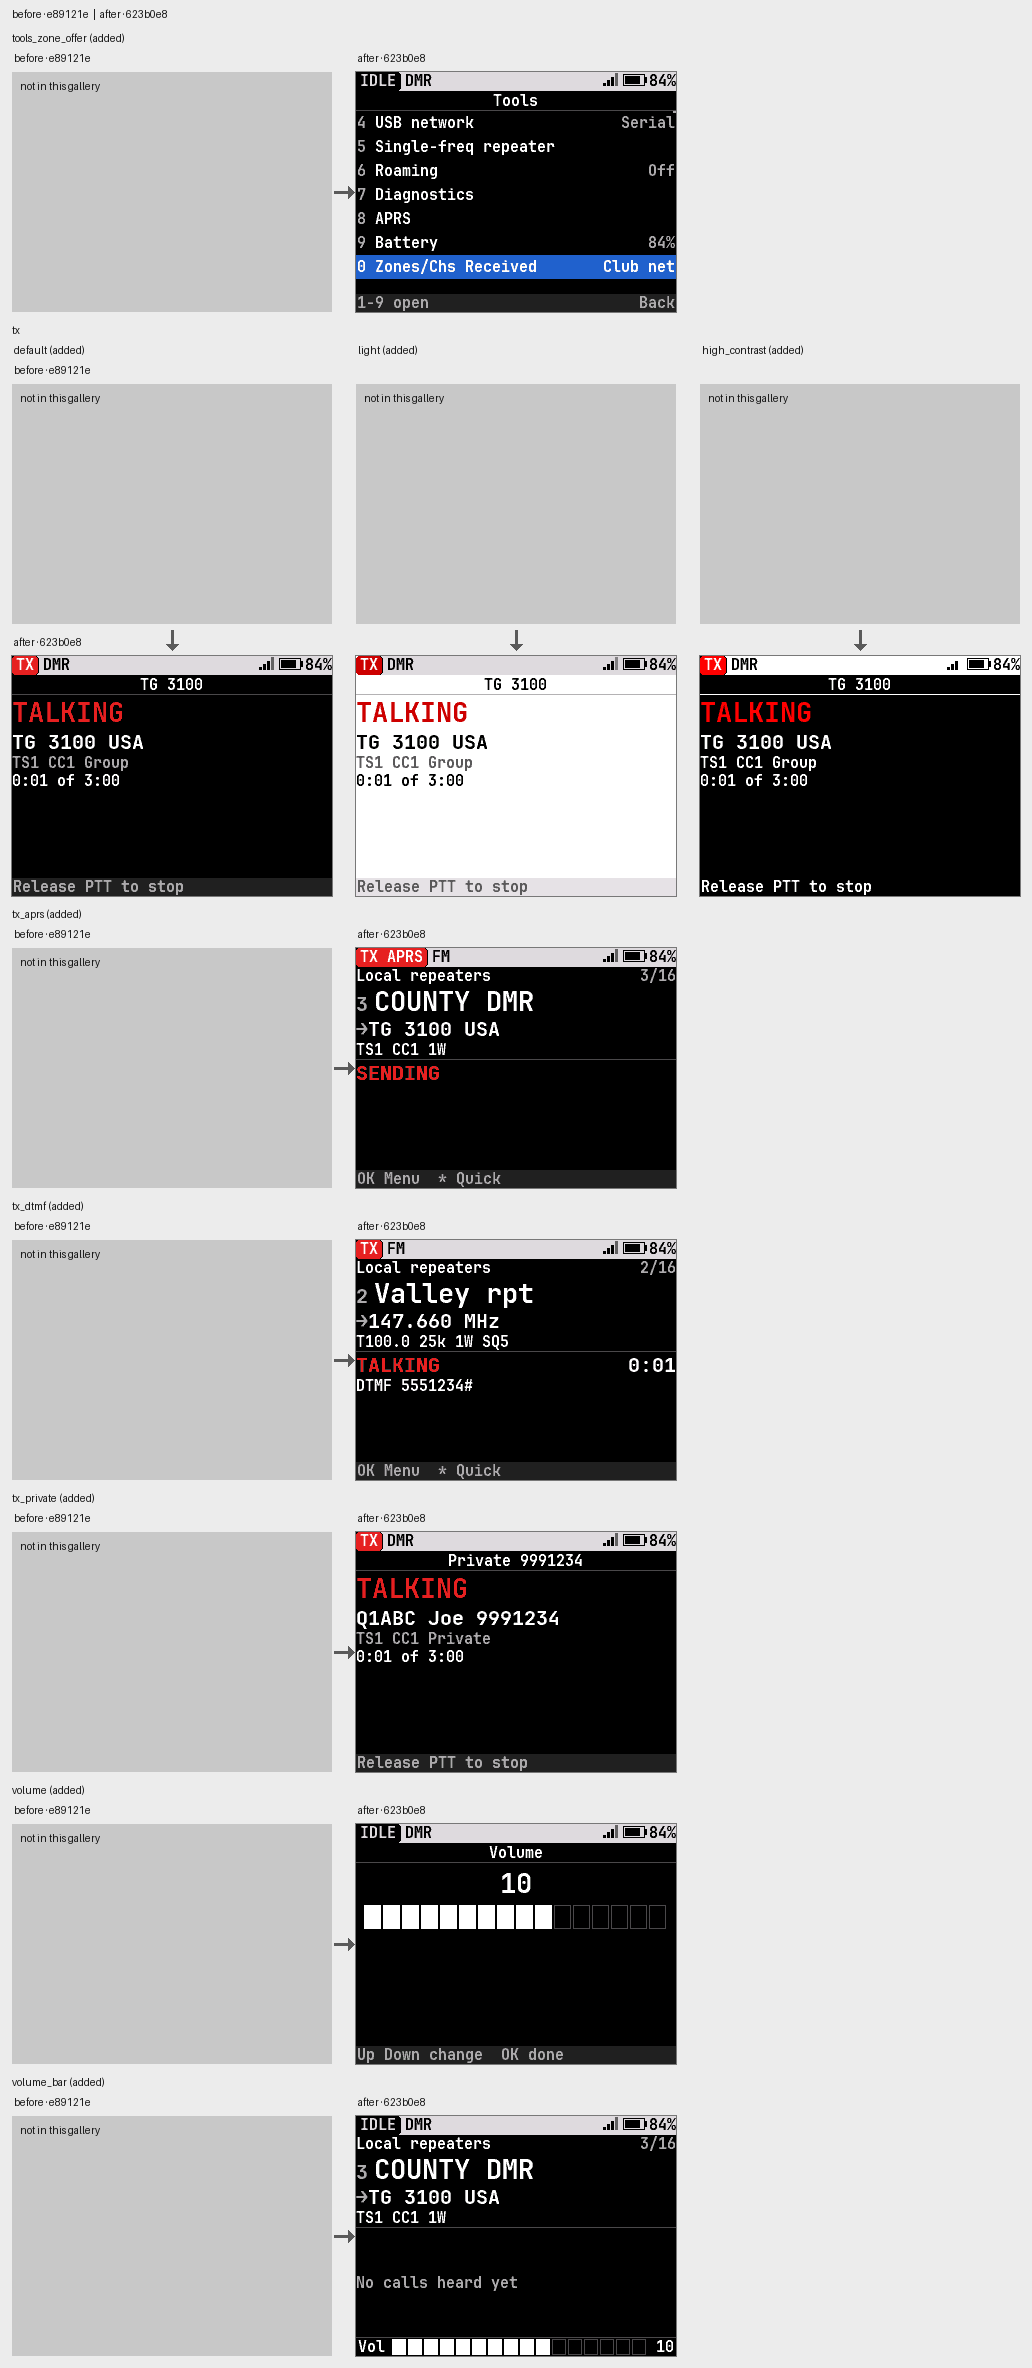 before · e89121e | after · 623b0e8
tools_zone_offer (added)
before · e89121e
after · 623b0e8
not in this gallery
IDLE DMR 84%
Tools
4 USB network Serial
5 Single-freq repeater
6 Roaming Off
7 Diagnostics
8 APRS
9 Battery 84%
0 Zones/Chs Received Club net
1-9 open Back
tx
default (added)
light (added)
high_contrast (added)
before · e89121e
not in this gallery
not in this gallery
not in this gallery
after · 623b0e8
TX DMR 84%
TG 3100
TALKING
TG 3100 USA
TS1 CC1 Group
0:01 of 3:00
Release PTT to stop
TX DMR 84%
TG 3100
TALKING
TG 3100 USA
TS1 CC1 Group
0:01 of 3:00
Release PTT to stop
TX DMR 84%
TG 3100
TALKING
TG 3100 USA
TS1 CC1 Group
0:01 of 3:00
Release PTT to stop
tx_aprs (added)
before · e89121e
after · 623b0e8
not in this gallery
TX APRS FM 84%
Local repeaters 3/16
3 COUNTY DMR
→TG 3100 USA
TS1 CC1 1W
SENDING
OK Menu * Quick
tx_dtmf (added)
before · e89121e
after · 623b0e8
not in this gallery
TX FM 84%
Local repeaters 2/16
2 Valley rpt
→147.660 MHz
T100.0 25k 1W SQ5
TALKING 0:01
DTMF 5551234#
OK Menu * Quick
tx_private (added)
before · e89121e
after · 623b0e8
not in this gallery
TX DMR 84%
Private 9991234
TALKING
Q1ABC Joe 9991234
TS1 CC1 Private
0:01 of 3:00
Release PTT to stop
volume (added)
before · e89121e
after · 623b0e8
not in this gallery
IDLE DMR 84%
Volume
10
Up Down change OK done
volume_bar (added)
before · e89121e
after · 623b0e8
not in this gallery
IDLE DMR 84%
Local repeaters 3/16
3 COUNTY DMR
→TG 3100 USA
TS1 CC1 1W
No calls heard yet
Vol 10